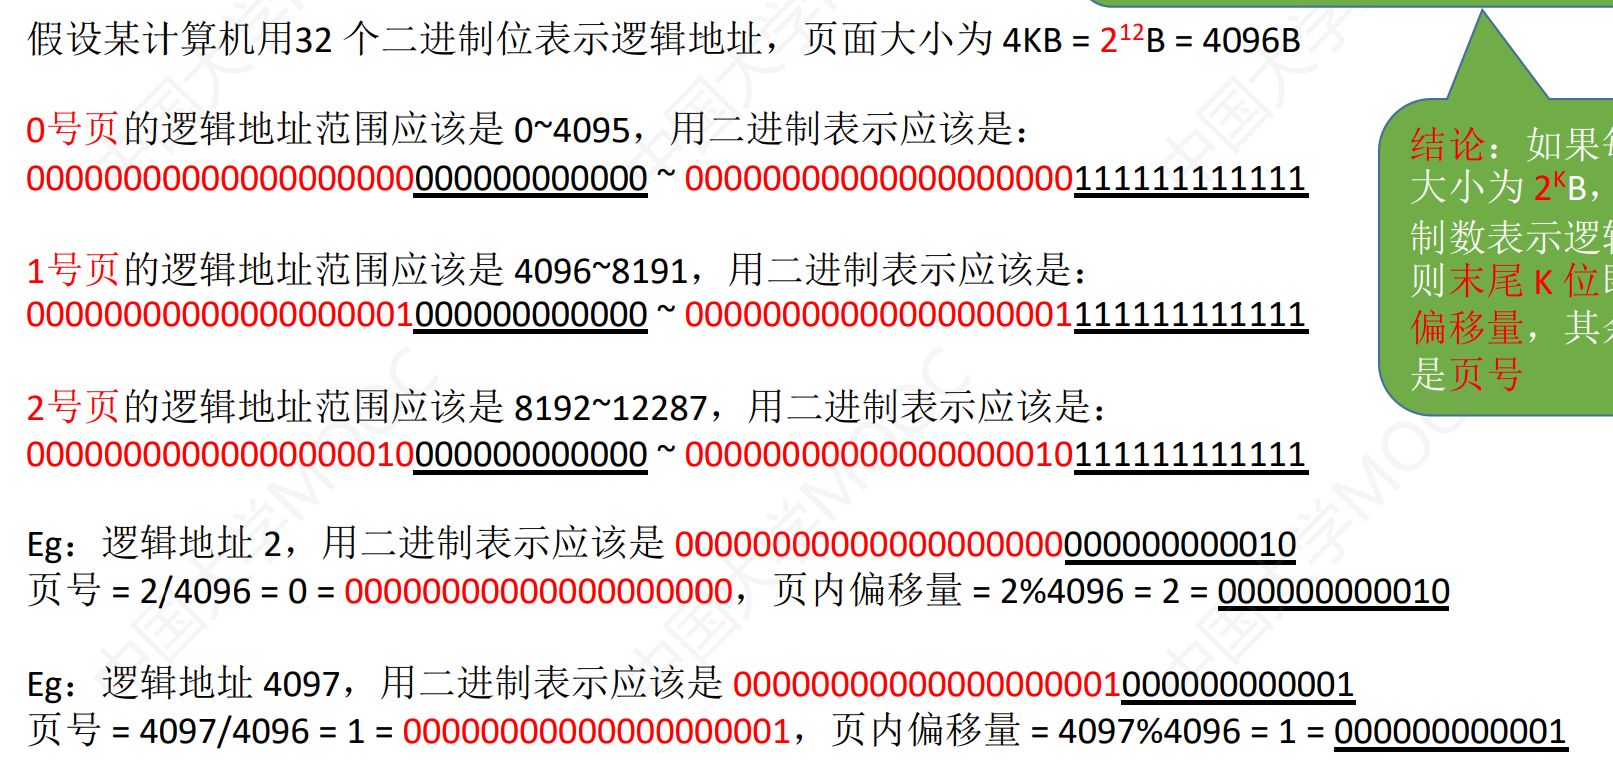 假设某计算机用32 个二进制位表示逻辑地址，页面大小为 4KB = 2¹²B = 4096B
0号页的逻辑地址范围应该是 0~4095，用二进制表示应该是：
00000000000000000000000000000000 ~ 00000000000000000000111111111111
1号页的逻辑地址范围应该是 4096~8191，用二进制表示应该是：
00000000000000000001000000000000 ~ 00000000000000000001111111111111
2号页的逻辑地址范围应该是 8192~12287，用二进制表示应该是：
00000000000000000010000000000000 ~ 00000000000000000010111111111111
Eg：逻辑地址 2，用二进制表示应该是 00000000000000000000000000000010
页号 = 2/4096 = 0 = 00000000000000000000，页内偏移量 = 2%4096 = 2 = 000000000010
Eg：逻辑地址 4097，用二进制表示应该是 00000000000000000001000000000001
页号 = 4097/4096 = 1 = 00000000000000000001，页内偏移量 = 4097%4096 = 1 = 000000000001
结论：如果
大小为 2ᴷB，
制数表示逻
则末尾 K 位
偏移量，其
是页号
中国大学MOOC